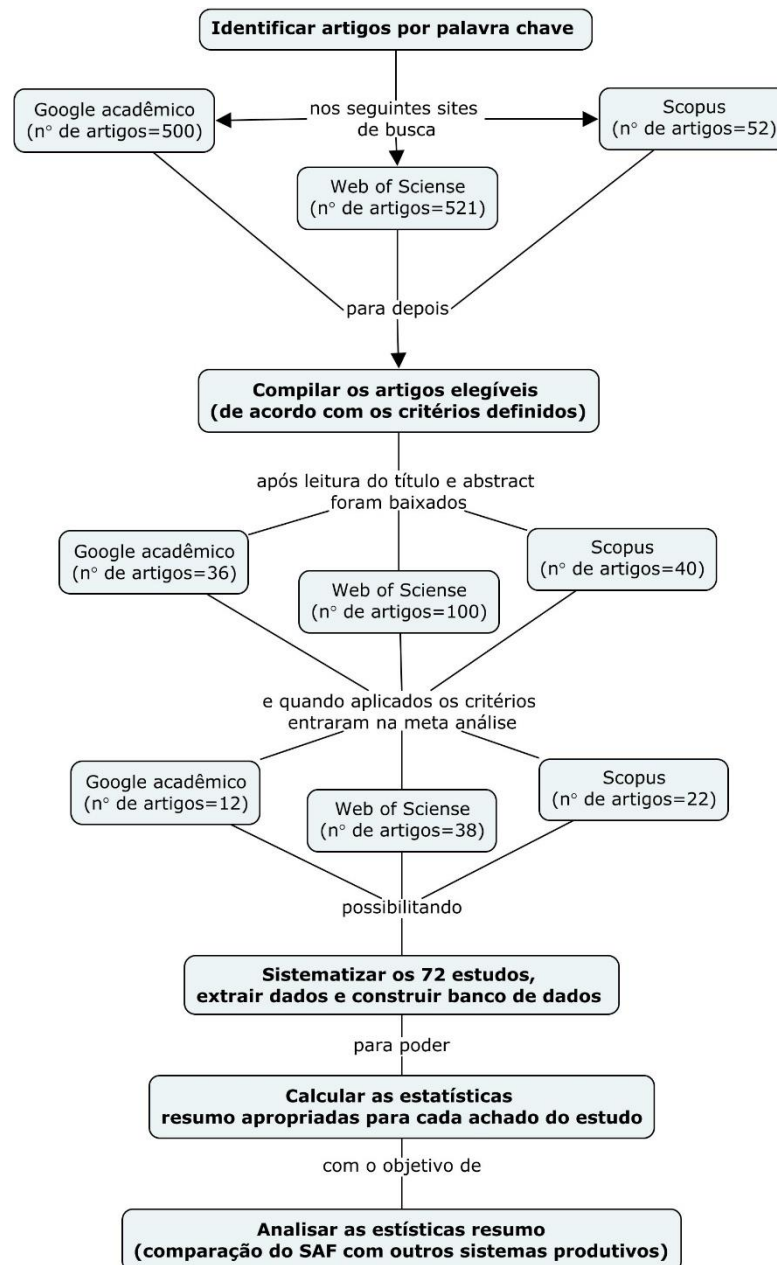 Identificar artigos por palavra chave
Google acadêmico
(n° de artigos=500)
nos seguintes sites
de busca
Scopus
(n° de artigos=52)
Web of Sciense
(n° de artigos=521)
para depois
Compilar os artigos elegíveis
(de acordo com os critérios definidos)
após leitura do título e abstract
foram baixados
Google acadêmico
(n° de artigos=36)
Web of Sciense
(n° de artigos=100)
Scopus
(n° de artigos=40)
e quando aplicados os critérios
entraram na meta análise
Google acadêmico
(n° de artigos=12)
Web of Sciense
(n° de artigos=38)
Scopus
(n° de artigos=22)
possibilitando
Sistematizar os 72 estudos,
extrair dados e construir banco de dados
para poder
Calcular as estatísticas
resumo apropriadas para cada achado do estudo
com o objetivo de
Analisar as estísticas resumo
(comparação do SAF com outros sistemas produtivos)